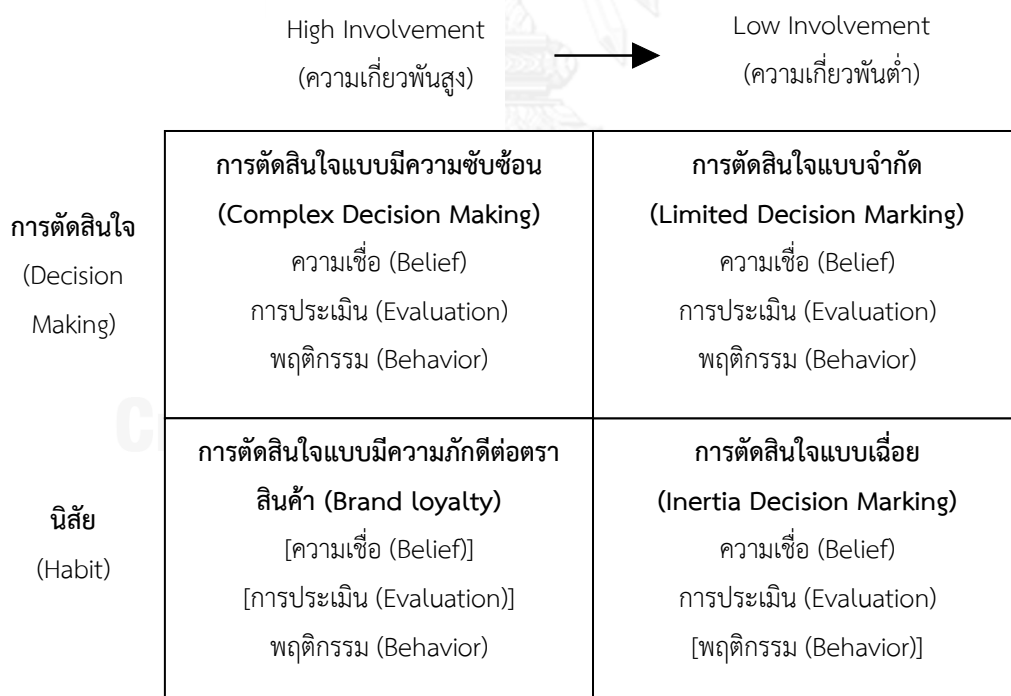 High Involvement
(ความเกี่ยวพันสูง)
Low Involvement
(ความเกี่ยวพันต่ำ)
การตัดสินใจ
(Decision
Making)
การตัดสินใจแบบมีความซับซ้อน
(Complex Decision Making)
ความเชื่อ (Belief)
การประเมิน (Evaluation)
พฤติกรรม (Behavior)
การตัดสินใจแบบจำกัด
(Limited Decision Marking)
ความเชื่อ (Belief)
การประเมิน (Evaluation)
พฤติกรรม (Behavior)
นิสัย
(Habit)
การตัดสินใจแบบมีความภักดีต่อตรา
สินค้า (Brand loyalty)
[ความเชื่อ (Belief)]
[การประเมิน (Evaluation)]
พฤติกรรม (Behavior)
การตัดสินใจแบบเฉื่อย
(Inertia Decision Marking)
ความเชื่อ (Belief)
การประเมิน (Evaluation)
[พฤติกรรม (Behavior)]